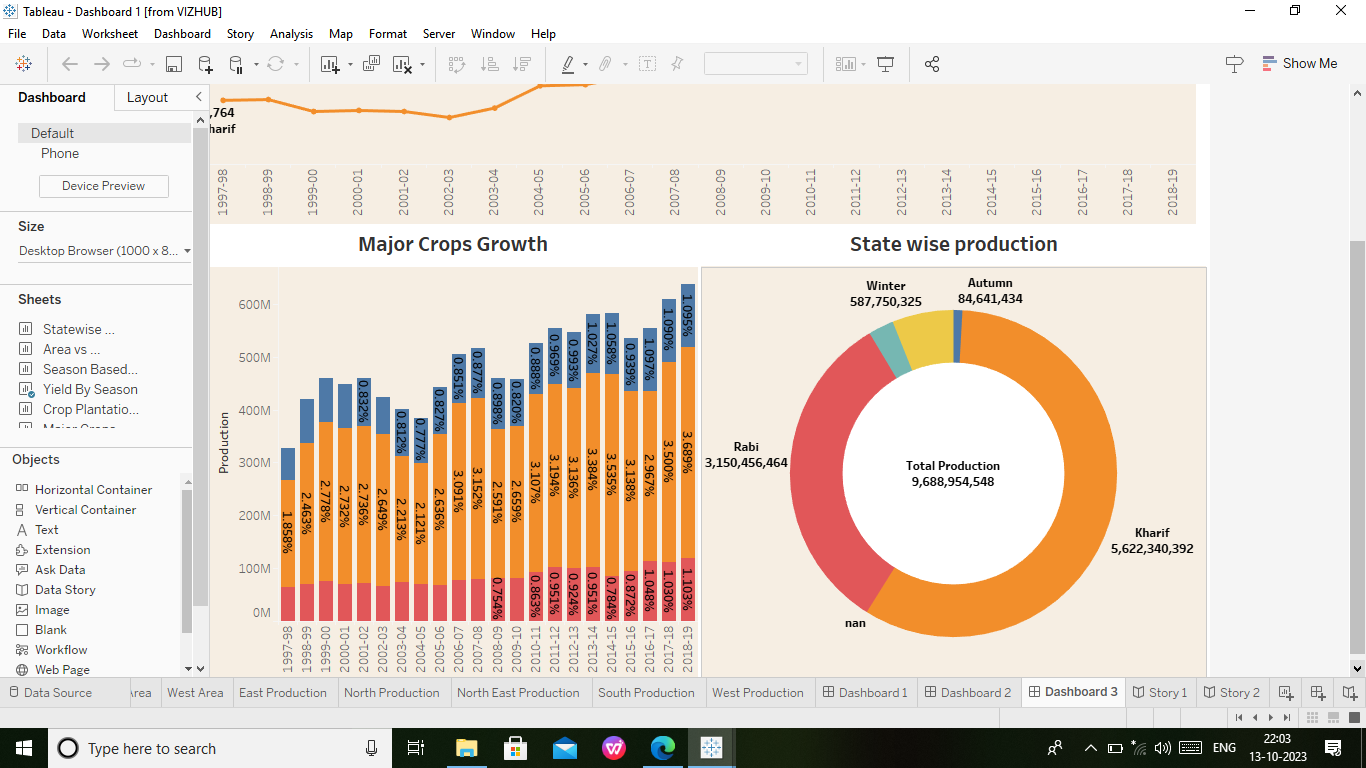 Tableau - Dashboard 1 [from VIZHUB]
File Data Worksheet Dashboard Story Analysis Map Format Server Window Help
Show Me
Dashboard Layout
Default
Phone
Device Preview
Size
Desktop Browser (1000 x 8...
Sheets
Statewise ...
Area vs ...
Season Based...
Yield By Season
Crop Plantatio...
Objects
Horizontal Container
Vertical Container
Text
Extension
Ask Data
Data Story
Image
Blank
Workflow
Web Page
,764
harif
1997-98 1998-99 1999-00 2000-01 2001-02 2002-03 2003-04 2004-05 2005-06 2006-07 2007-08 2008-09 2009-10 2010-11 2011-12 2012-13 2013-14 2014-15 2015-16 2016-17 2017-18 2018-19
Major Crops Growth
Production
600M
500M
400M
300M
200M
100M
0M
0.832% 0.812% 0.777% 0.827% 0.851% 0.877% 0.898% 0.820% 0.888% 0.969% 0.993% 1.027% 1.058% 0.939% 1.097% 1.090% 1.095%
1.858% 2.463% 2.778% 2.732% 2.736% 2.649% 2.213% 2.121% 2.636% 3.091% 3.152% 2.591% 2.659% 3.107% 3.194% 3.136% 3.384% 3.535% 3.138% 2.967% 3.500% 3.689%
0.754% 0.863% 0.951% 0.924% 0.951% 0.784% 0.872% 1.048% 1.030% 1.103%
1997-98 1998-99 1999-00 2000-01 2001-02 2002-03 2003-04 2004-05 2005-06 2006-07 2007-08 2008-09 2009-10 2010-11 2011-12 2012-13 2013-14 2014-15 2015-16 2016-17 2017-18 2018-19
State wise production
Winter
587,750,325
Autumn
84,641,434
Rabi
3,150,456,464
Total Production
9,688,954,548
Kharif
5,622,340,392
nan
Data Source rea West Area East Production North Production North East Production South Production West Production Dashboard 1 Dashboard 2 Dashboard 3 Story 1 Story 2
Type here to search
ENG
22:03
13-10-2023